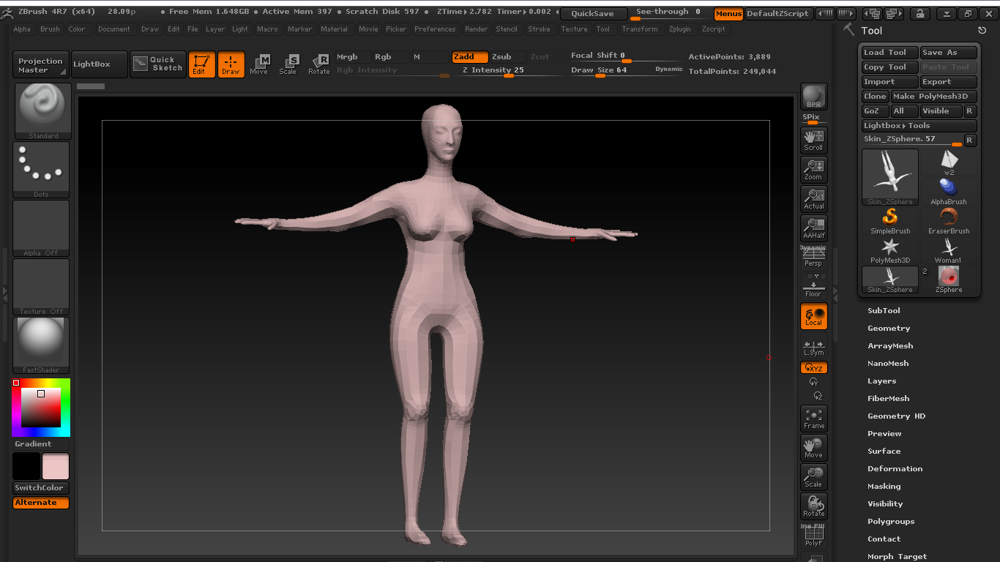 ZBrush 4R7 (x64) 28.09p • Free Mem 1.648GB • Active Mem 397 • Scratch Disk 597 • ZTime 2.782 Timer 0.002 QuickSave See-through 0 Menus DefaultZScript
Alpha Brush Color Document Draw Edit File Layer Light Macro Marker Material Movie Picker Preferences Render Stencil Stroke Texture Tool Transform Zplugin Zscript
Tool
Projection Master
LightBox
Quick Sketch
Edit
Draw
Move
Scale
Rotate
Mrgb Rgb M
Rgb Intensity
Zadd Zsub Zcut
Z Intensity 25
Focal Shift 0
Draw Size 64 Dynamic
ActivePoints: 3,889
TotalPoints: 249,044
Standard
Dots
Alpha Off
Texture Off
FastShader
Gradient
SwitchColor
Alternate
BPR
SPix
Scroll
Zoom
Actual
AAHalf
Dynamic
Persp
Floor
Local
L.Sym
XYZ
Y
Z
Frame
Move
Scale
Rotate
Line Fill
PolyF
Load Tool Save As
Copy Tool Paste Tool
Import Export
Clone Make PolyMesh3D
GoZ All Visible R
Lightbox Tools
Skin_ZSphere. 57 R
Skin_ZSphere
w2
AlphaBrush
SimpleBrush EraserBrush
PolyMesh3D Woman1
2
Skin_ZSphere ZSphere
SubTool
Geometry
ArrayMesh
NanoMesh
Layers
FiberMesh
Geometry HD
Preview
Surface
Deformation
Masking
Visibility
Polygroups
Contact
Morph Target